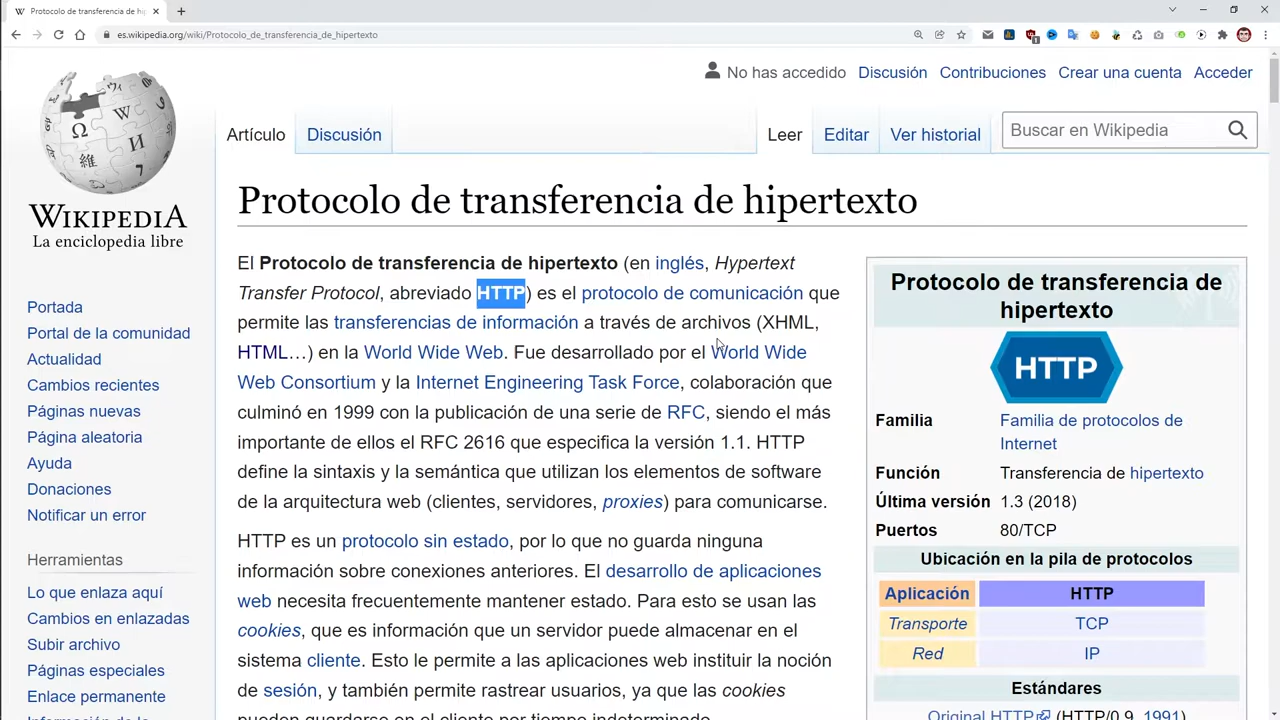 Protocolo de transferencia de hi
es.wikipedia.org/wiki/Protocolo_de_transferencia_de_hipertexto
No has accedido Discusión Contribuciones Crear una cuenta Acceder
Artículo Discusión Leer Editar Ver historial Buscar en Wikipedia
WIKIPEDIA
La enciclopedia libre
Portada
Portal de la comunidad
Actualidad
Cambios recientes
Páginas nuevas
Página aleatoria
Ayuda
Donaciones
Notificar un error
Herramientas
Lo que enlaza aquí
Cambios en enlazadas
Subir archivo
Páginas especiales
Enlace permanente
Protocolo de transferencia de hipertexto
El Protocolo de transferencia de hipertexto (en inglés, Hypertext
Transfer Protocol, abreviado HTTP) es el protocolo de comunicación que
permite las transferencias de información a través de archivos (XHML,
HTML…) en la World Wide Web. Fue desarrollado por el World Wide
Web Consortium y la Internet Engineering Task Force, colaboración que
culminó en 1999 con la publicación de una serie de RFC, siendo el más
importante de ellos el RFC 2616 que especifica la versión 1.1. HTTP
define la sintaxis y la semántica que utilizan los elementos de software
de la arquitectura web (clientes, servidores, proxies) para comunicarse.
HTTP es un protocolo sin estado, por lo que no guarda ninguna
información sobre conexiones anteriores. El desarrollo de aplicaciones
web necesita frecuentemente mantener estado. Para esto se usan las
cookies, que es información que un servidor puede almacenar en el
sistema cliente. Esto le permite a las aplicaciones web instituir la noción
de sesión, y también permite rastrear usuarios, ya que las cookies
pueden guardarse en el cliente por tiempo indeterminado.
Protocolo de transferencia de
hipertexto
HTTP
Familia Familia de protocolos de
Internet
Función Transferencia de hipertexto
Última versión 1.3 (2018)
Puertos 80/TCP
Ubicación en la pila de protocolos
Aplicación HTTP
Transporte TCP
Red IP
Estándares
Original HTTP (HTTP/0.9, 1991)